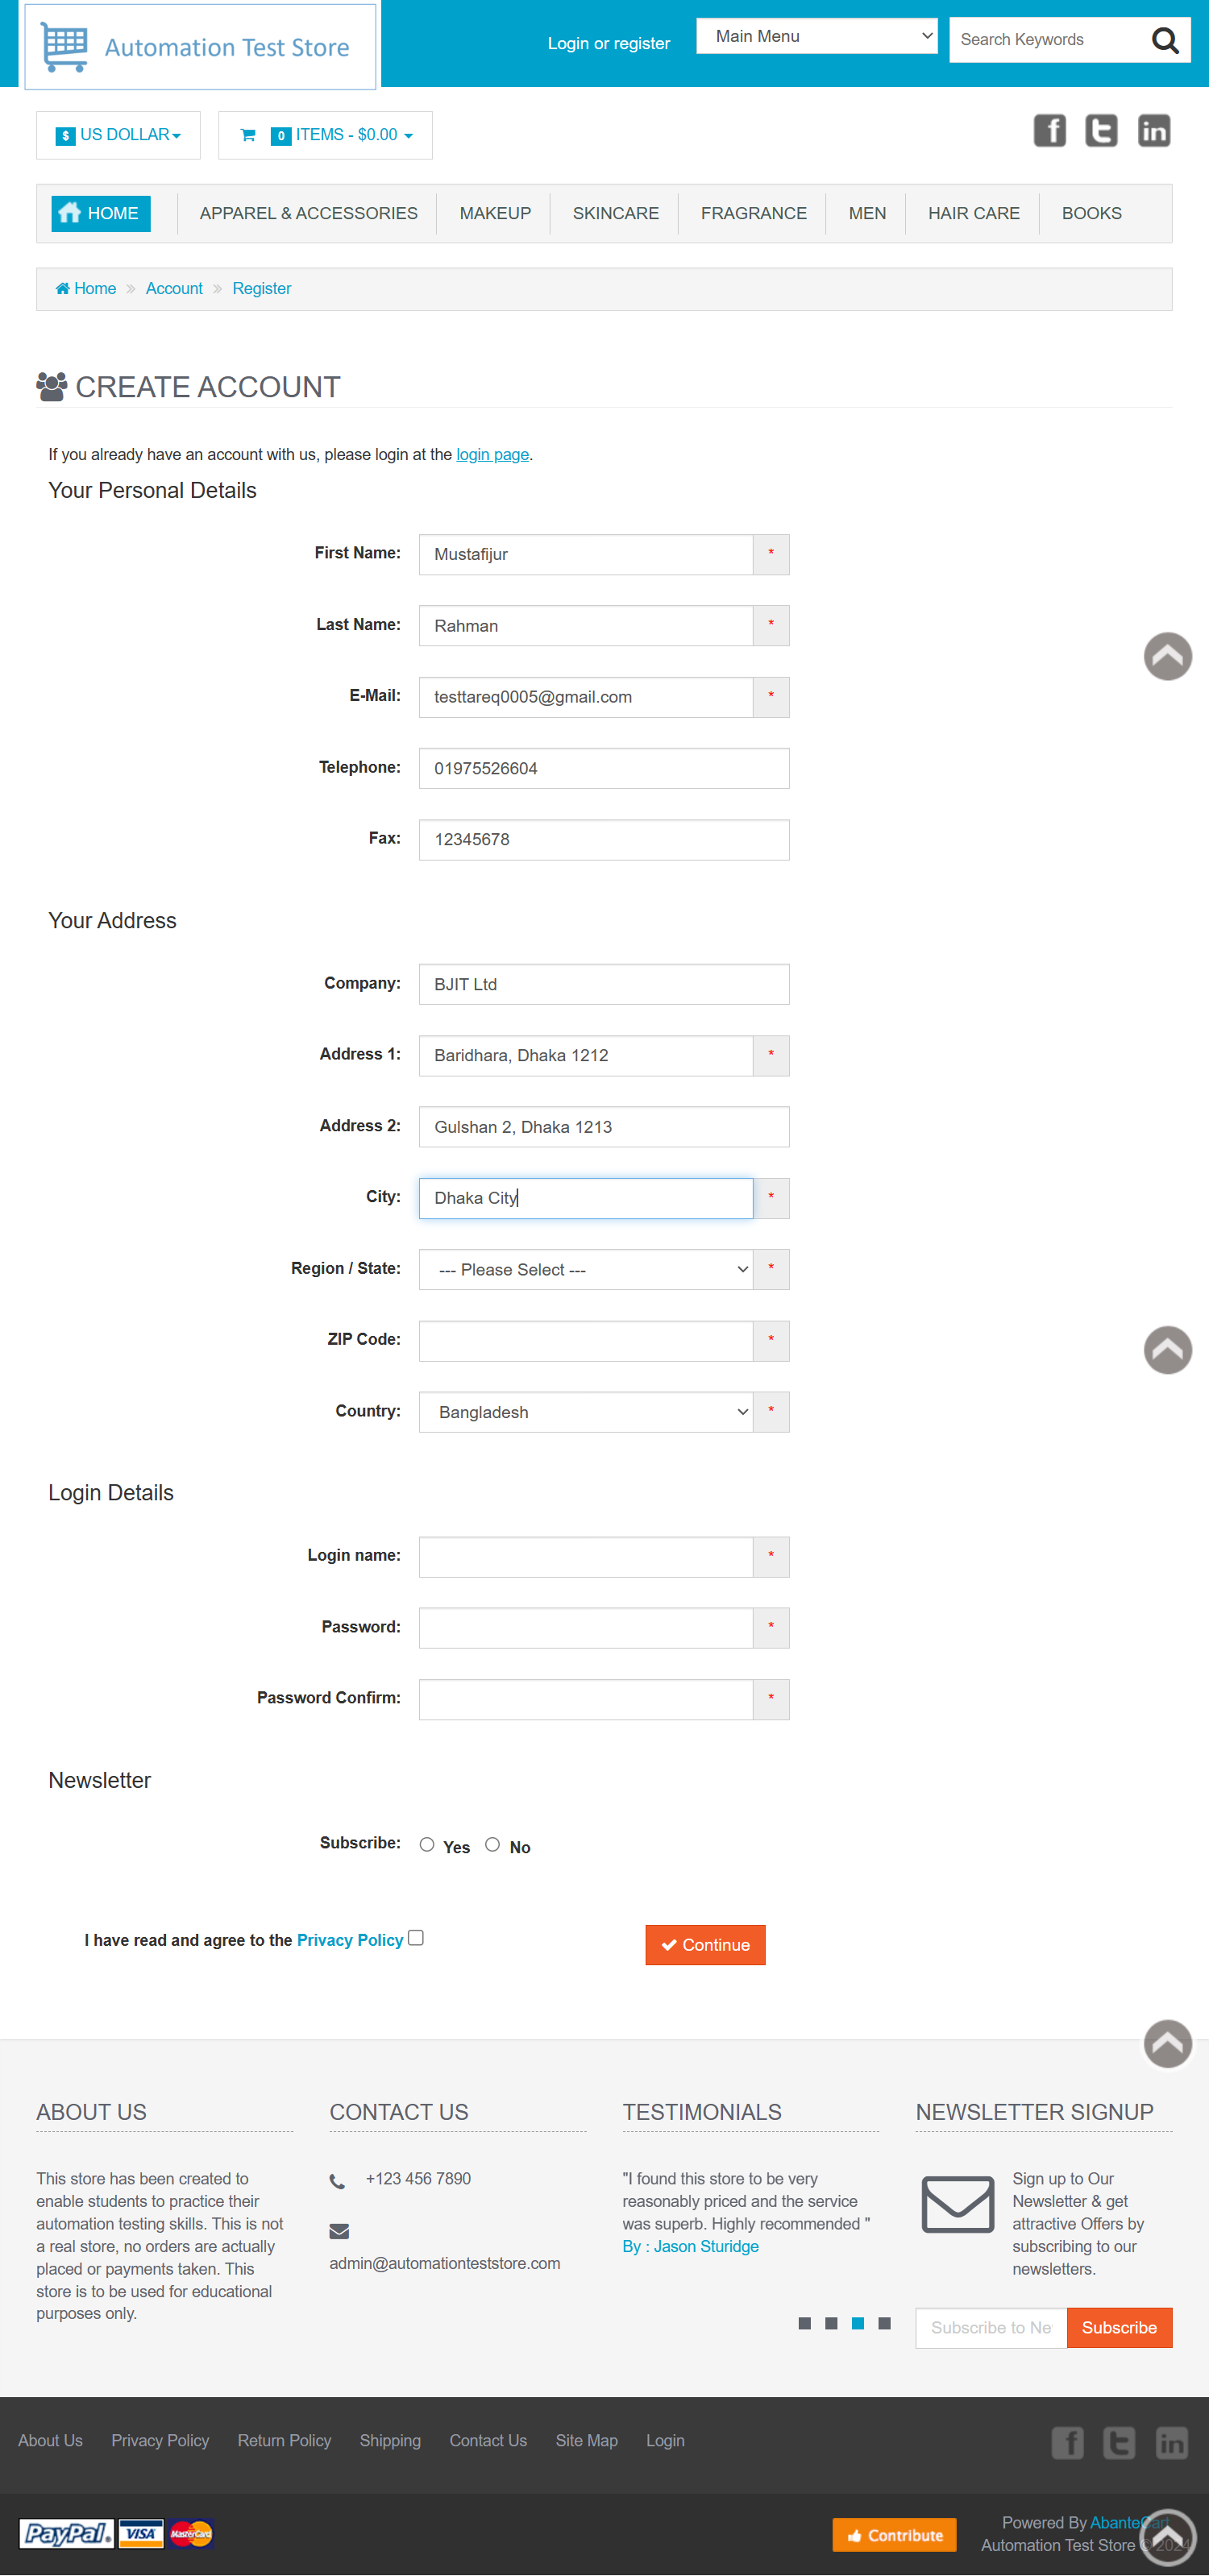 Automation Test Store
Login or register
Main Menu
Search Keywords
$ US DOLLAR
0 ITEMS - $0.00
HOME
APPAREL & ACCESSORIES
MAKEUP
SKINCARE
FRAGRANCE
MEN
HAIR CARE
BOOKS
Home » Account » Register
CREATE ACCOUNT
If you already have an account with us, please login at the login page.
Your Personal Details
First Name: Mustafijur *
Last Name: Rahman *
E-Mail: testtareq0005@gmail.com *
Telephone: 01975526604
Fax: 12345678
Your Address
Company: BJIT Ltd
Address 1: Baridhara, Dhaka 1212 *
Address 2: Gulshan 2, Dhaka 1213
City: Dhaka City *
Region / State: --- Please Select --- *
ZIP Code: *
Country: Bangladesh *
Login Details
Login name: *
Password: *
Password Confirm: *
Newsletter
Subscribe: Yes No
I have read and agree to the Privacy Policy
Continue
ABOUT US
This store has been created to
enable students to practice their
automation testing skills. This is not
a real store, no orders are actually
placed or payments taken. This
store is to be used for educational
purposes only.
CONTACT US
+123 456 7890
admin@automationteststore.com
TESTIMONIALS
"I found this store to be very
reasonably priced and the service
was superb. Highly recommended "
By : Jason Sturidge
NEWSLETTER SIGNUP
Sign up to Our
Newsletter & get
attractive Offers by
subscribing to our
newsletters.
Subscribe to Ne
Subscribe
About Us
Privacy Policy
Return Policy
Shipping
Contact Us
Site Map
Login
PayPal
VISA
MasterCard
Contribute
Powered By AbanteCart
Automation Test Store © 2024